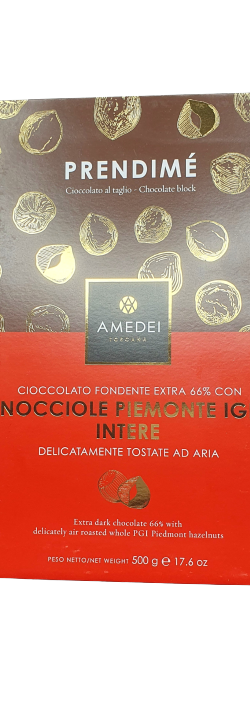 PRENDIMÉ
Cioccolato al taglio - Chocolate block
AMEDEI
TOSCANA
CIOCCOLATO FONDENTE EXTRA 66% CON
NOCCIOLE PIEMONTE IG
INTERE
DELICATAMENTE TOSTATE AD ARIA
Extra dark chocolate 66% with
delicately air roasted whole PGI Piedmont hazelnuts
PESO NETTO/NET WEIGHT 500 g ℮ 17.6 oz